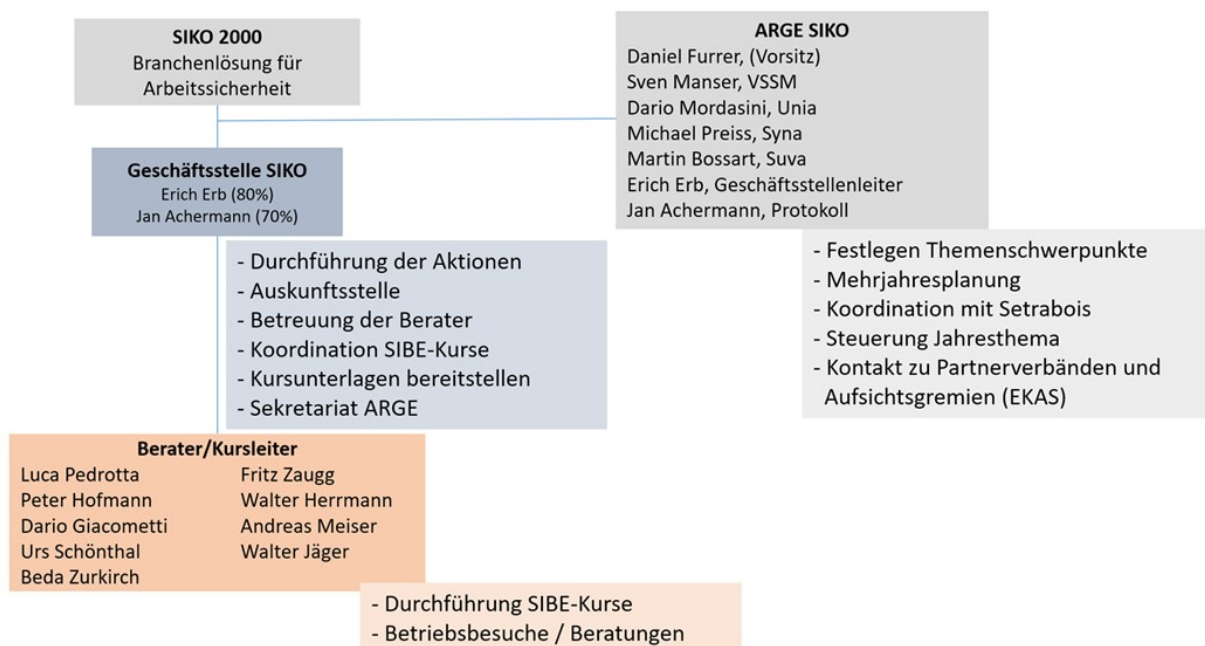 SIKO 2000
Branchenlösung für
Arbeitssicherheit
ARGE SIKO
Daniel Furrer, (Vorsitz)
Sven Manser, VSSM
Dario Mordasini, Unia
Michael Preiss, Syna
Martin Bossart, Suva
Erich Erb, Geschäftsstellenleiter
Jan Achermann, Protokoll
Geschäftsstelle SIKO
Erich Erb (80%)
Jan Achermann (70%)
- Durchführung der Aktionen
- Auskunftsstelle
- Betreuung der Berater
- Koordination SIBE-Kurse
- Kursunterlagen bereitstellen
- Sekretariat ARGE
- Festlegen Themenschwerpunkte
- Mehrjahresplanung
- Koordination mit Setrabois
- Steuerung Jahresthema
- Kontakt zu Partnerverbänden und
Aufsichtsgremien (EKAS)
Berater/Kursleiter
Luca Pedrotta
Peter Hofmann
Dario Giacometti
Urs Schönthal
Beda Zurkirch
Fritz Zaugg
Walter Herrmann
Andreas Meiser
Walter Jäger
- Durchführung SIBE-Kurse
- Betriebsbesuche / Beratungen